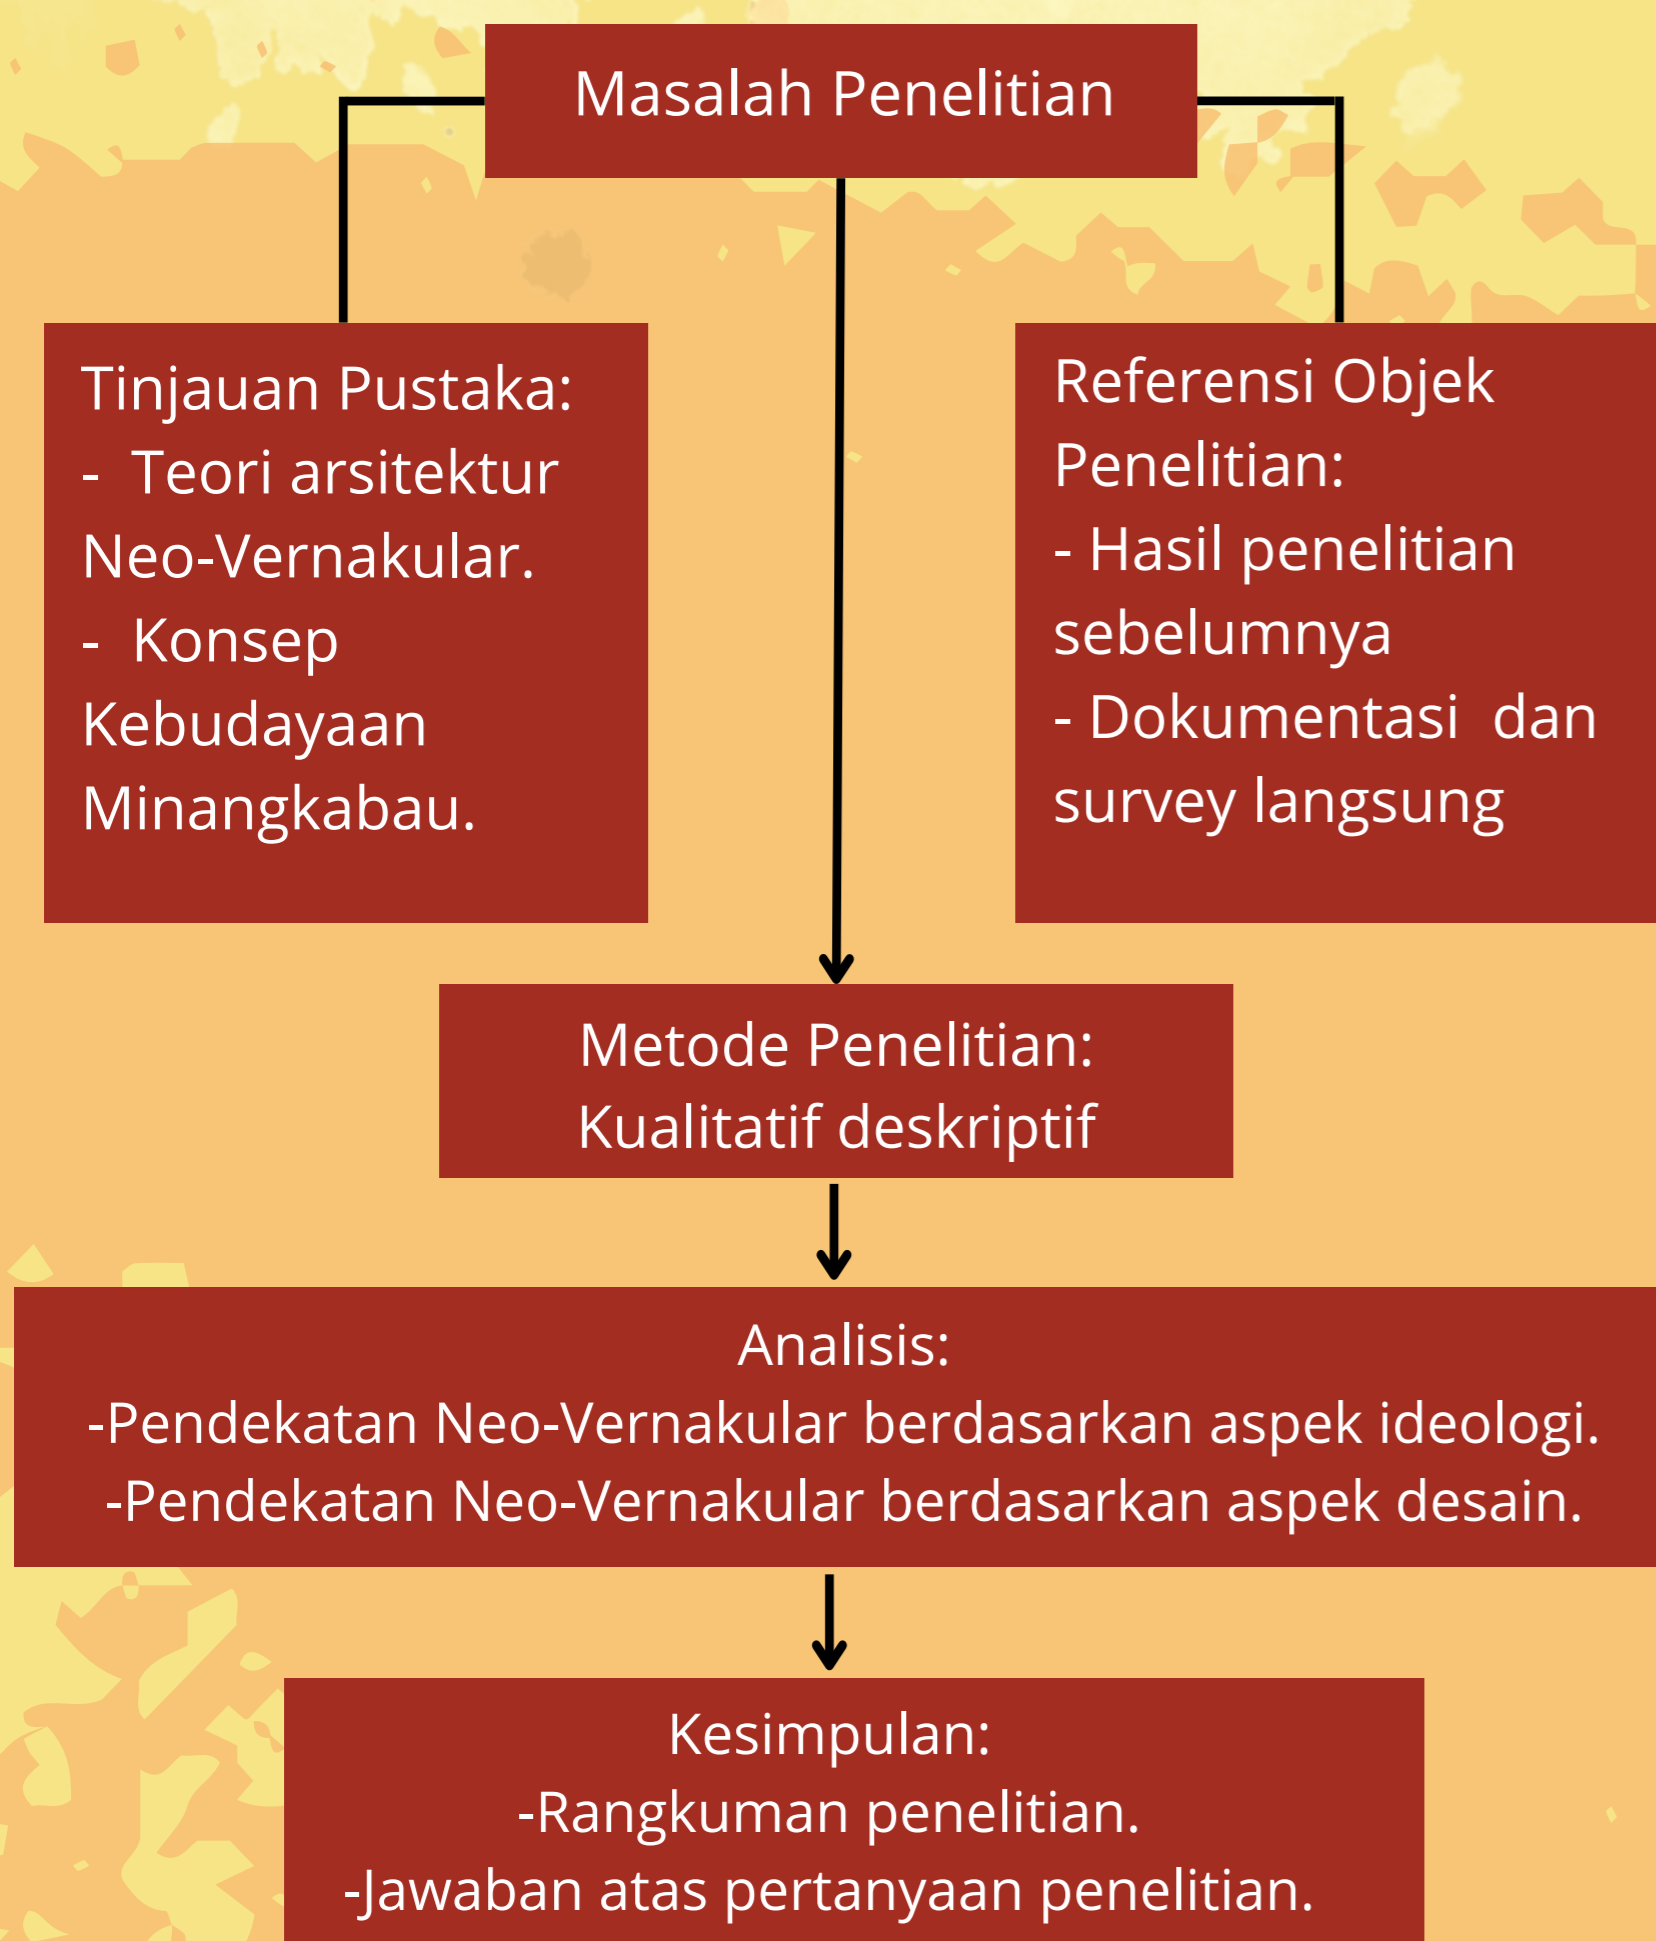 Masalah Penelitian
Tinjauan Pustaka:
- Teori arsitektur
Neo-Vernakular.
- Konsep
Kebudayaan
Minangkabau.
Referensi Objek
Penelitian:
- Hasil penelitian
sebelumnya
- Dokumentasi  dan
survey langsung
Metode Penelitian:
Kualitatif deskriptif
Analisis:
-Pendekatan Neo-Vernakular berdasarkan aspek ideologi.
-Pendekatan Neo-Vernakular berdasarkan aspek desain.
Kesimpulan:
-Rangkuman penelitian.
-Jawaban atas pertanyaan penelitian.